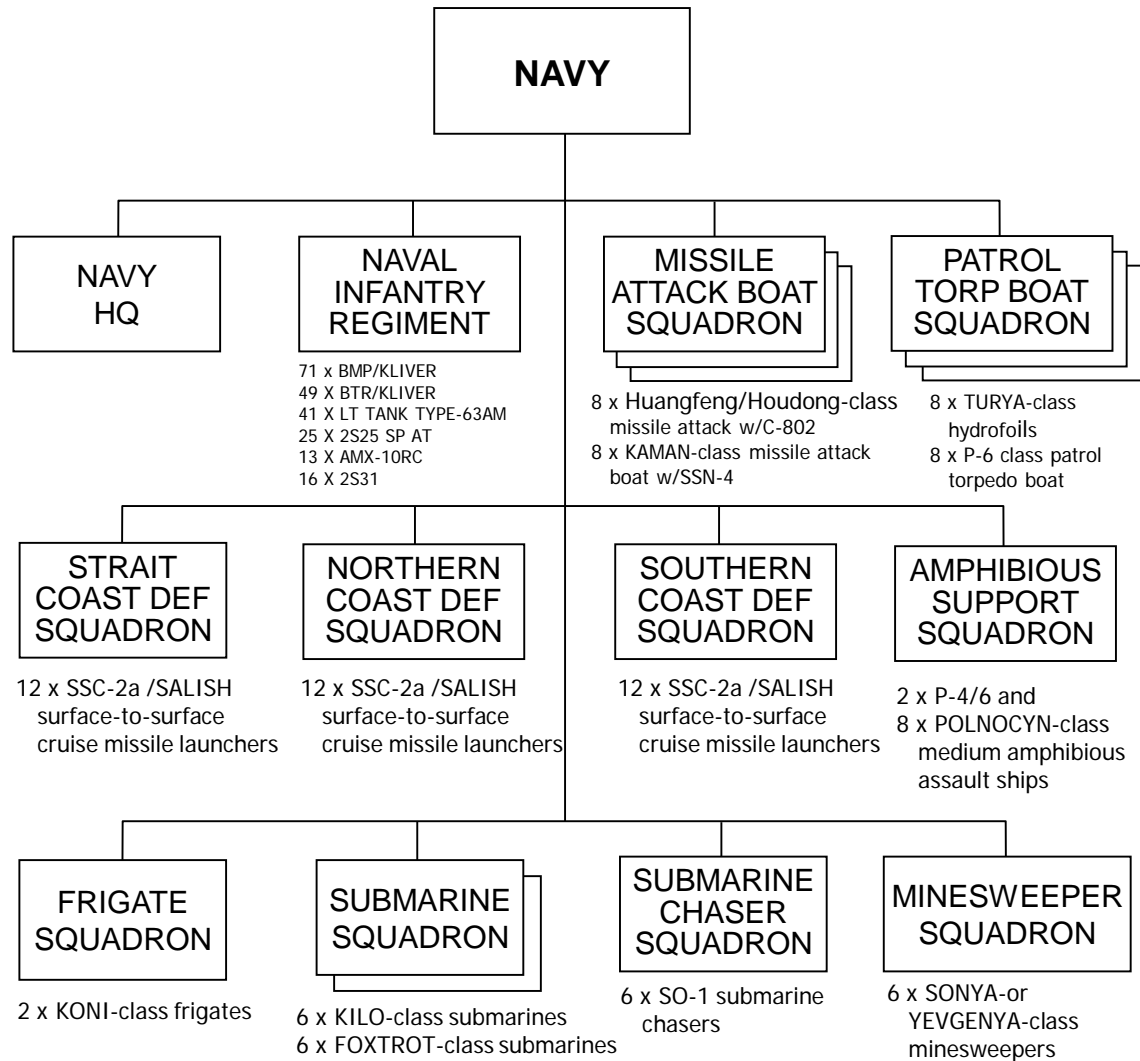 NAVY
NAVY
HQ
NAVAL
INFANTRY
REGIMENT
71 x BMP/KLIVER
49 X BTR/KLIVER
41 X LT TANK TYPE-63AM
25 X 2S25 SP AT
13 X AMX-10RC
16 X 2S31
MISSILE
ATTACK BOAT
SQUADRON
8 x Huangfeng/Houdong-class
missile attack w/C-802
8 x KAMAN-class missile attack
boat w/SSN-4
PATROL
TORP BOAT
SQUADRON
8 x TURYA-class
hydrofoils
8 x P-6 class patrol
torpedo boat
STRAIT
COAST DEF
SQUADRON
12 x SSC-2a /SALISH
surface-to-surface
cruise missile launchers
NORTHERN
COAST DEF
SQUADRON
12 x SSC-2a /SALISH
surface-to-surface
cruise missile launchers
SOUTHERN
COAST DEF
SQUADRON
12 x SSC-2a /SALISH
surface-to-surface
cruise missile launchers
AMPHIBIOUS
SUPPORT
SQUADRON
2 x P-4/6 and
8 x POLNOCYN-class
medium amphibious
assault ships
FRIGATE
SQUADRON
2 x KONI-class frigates
SUBMARINE
SQUADRON
6 x KILO-class submarines
6 x FOXTROT-class submarines
SUBMARINE
CHASER
SQUADRON
6 x SO-1 submarine
chasers
MINESWEEPER
SQUADRON
6 x SONYA-or
YEVGENYA-class
minesweepers